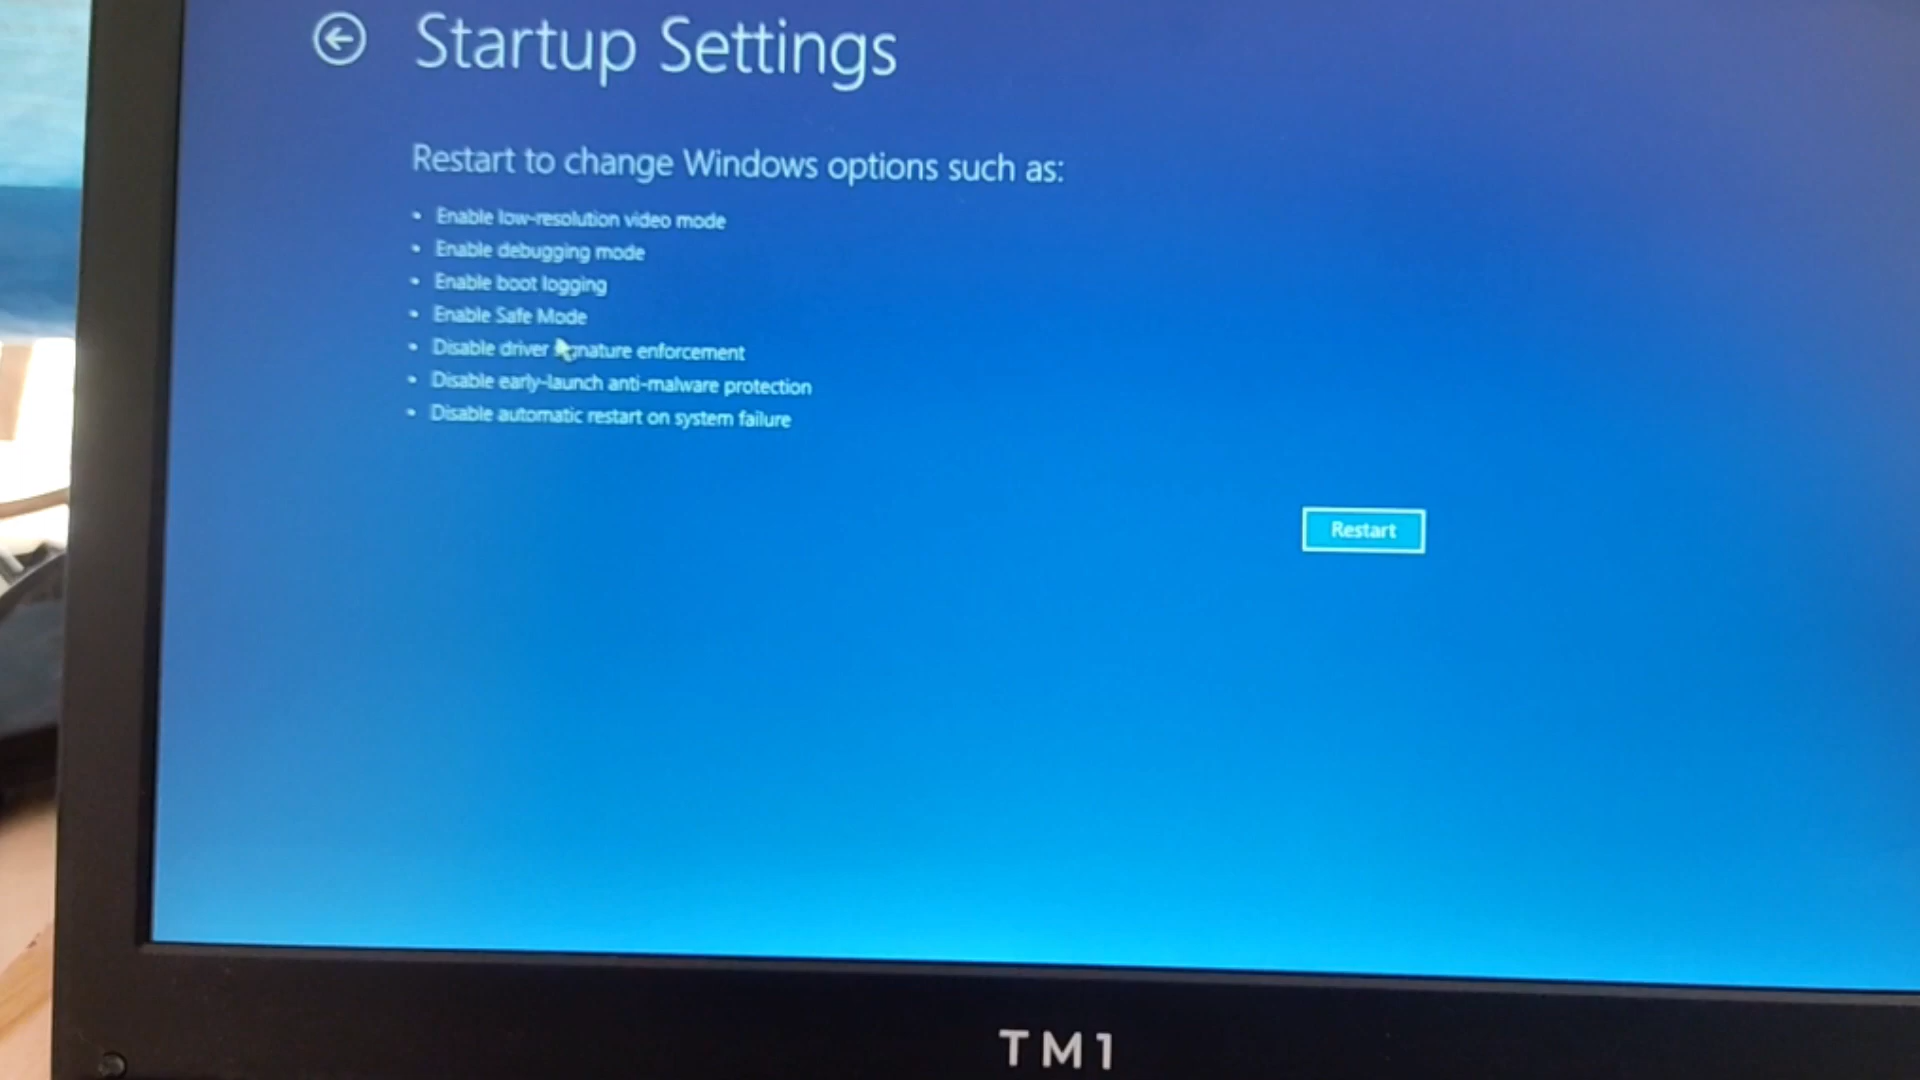 Startup Settings
Restart to change Windows options such as:
• Enable low-resolution video mode
• Enable debugging mode
• Enable boot logging
• Enable Safe Mode
• Disable driver signature enforcement
• Disable early-launch anti-malware protection
• Disable automatic restart on system failure
Restart
TM1